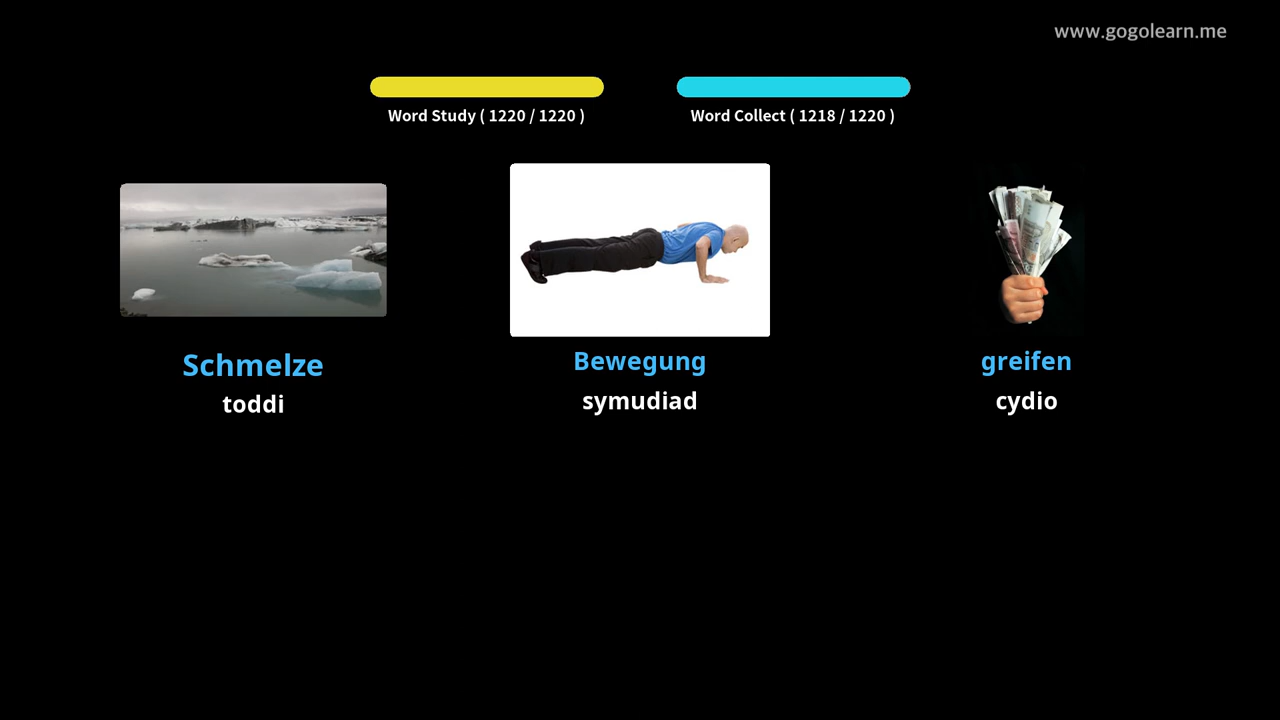 www.gogolearn.me
Word Study ( 1220 / 1220 )
Word Collect ( 1218 / 1220 )
Schmelze
toddi
Bewegung
symudiad
greifen
cydio